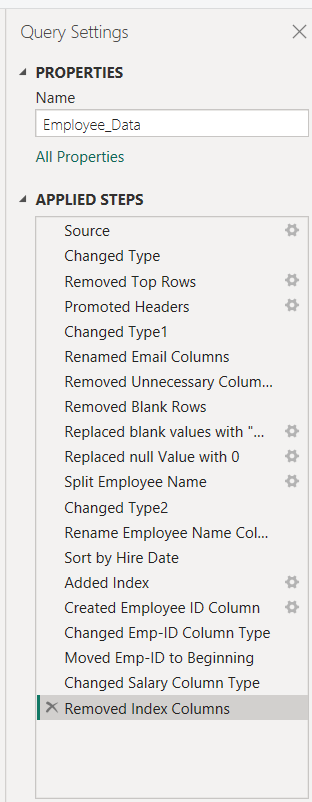 Query Settings
PROPERTIES
Name
Employee_Data
All Properties
APPLIED STEPS
Source
Changed Type
Removed Top Rows
Promoted Headers
Changed Type1
Renamed Email Columns
Removed Unnecessary Colum...
Removed Blank Rows
Replaced blank values with "...
Replaced null Value with 0
Split Employee Name
Changed Type2
Rename Employee Name Col...
Sort by Hire Date
Added Index
Created Employee ID Column
Changed Emp-ID Column Type
Moved Emp-ID to Beginning
Changed Salary Column Type
Removed Index Columns